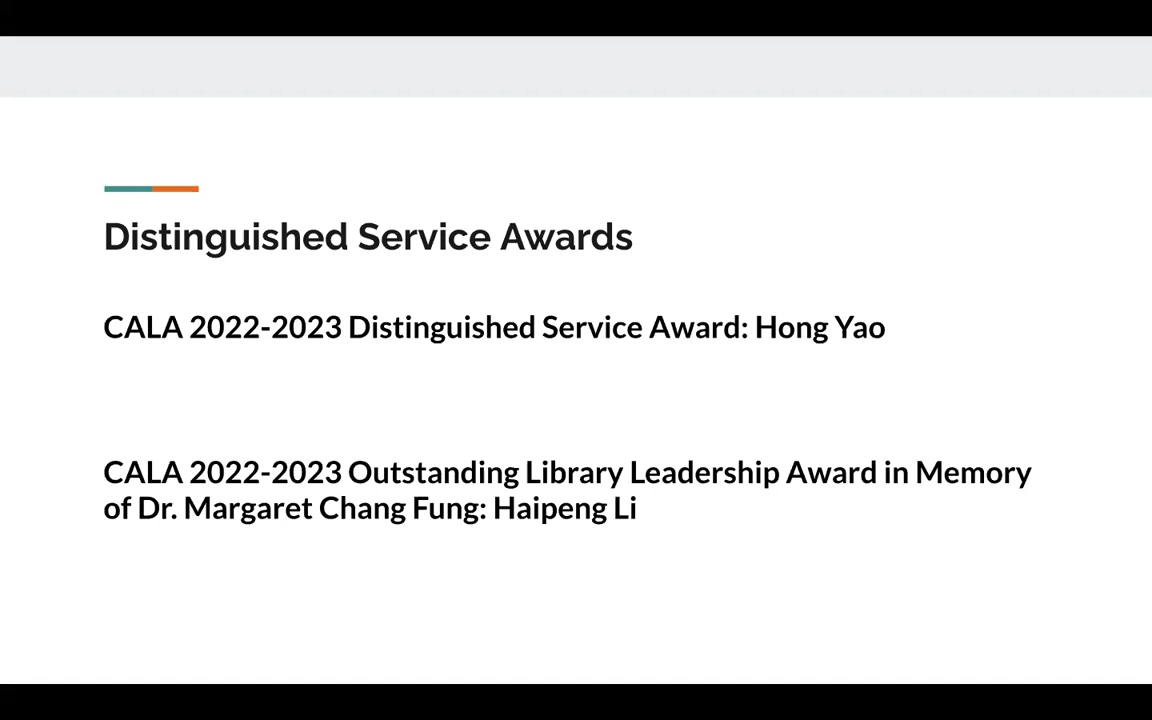 Distinguished Service Awards
CALA 2022-2023 Distinguished Service Award: Hong Yao
CALA 2022-2023 Outstanding Library Leadership Award in Memory
of Dr. Margaret Chang Fung: Haipeng Li